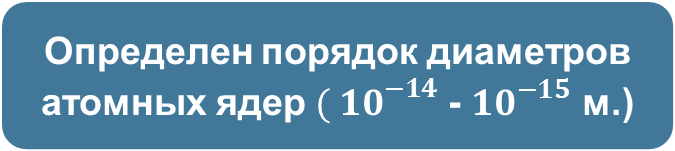 Определен порядок диаметров
атомных ядер ( 10⁻¹⁴ - 10⁻¹⁵ м.)